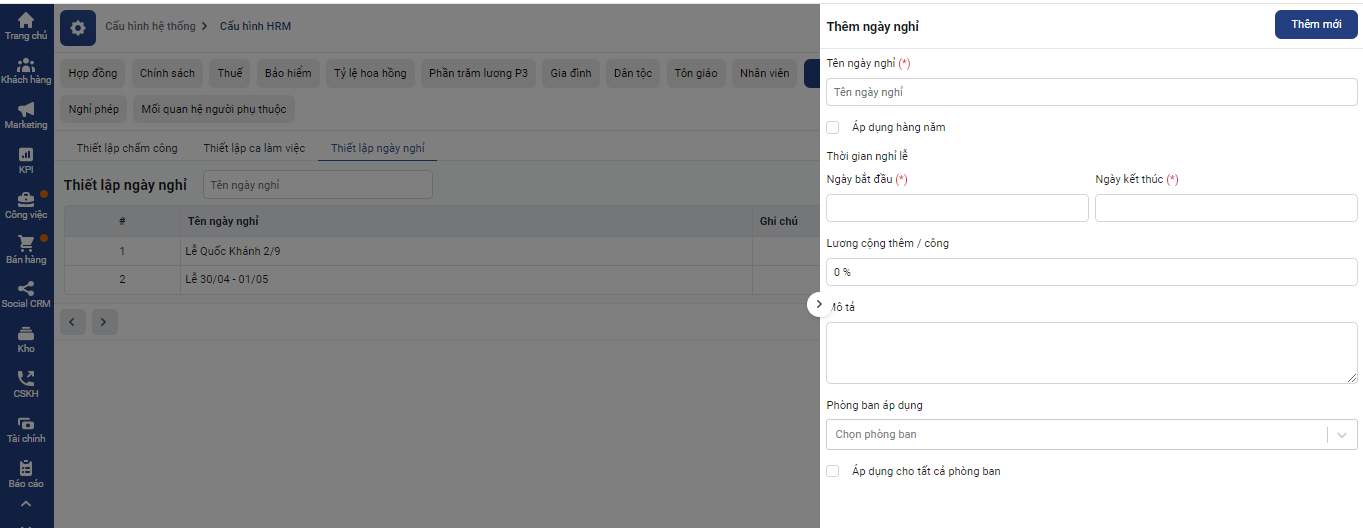 Trang chủ
Khách hàng
Marketing
KPI
Công việc
Bán hàng
Social CRM
Kho
CSKH
Tài chính
Báo cáo
Cấu hình hệ thống
Cấu hình HRM
Hợp đồng
Chính sách
Thuế
Bảo hiểm
Tỷ lệ hoa hồng
Phần trăm lương P3
Gia đình
Dân tộc
Tôn giáo
Nhân viên
Nghỉ phép
Mối quan hệ người phụ thuộc
Thiết lập chấm công
Thiết lập ca làm việc
Thiết lập ngày nghỉ
Thiết lập ngày nghỉ
Tên ngày nghỉ
# Tên ngày nghỉ Ghi chú
1 Lễ Quốc Khánh 2/9
2 Lễ 30/04 - 01/05
Thêm ngày nghỉ
Thêm mới
Tên ngày nghỉ (*)
Tên ngày nghỉ
Áp dụng hàng năm
Thời gian nghỉ lễ
Ngày bắt đầu (*)
Ngày kết thúc (*)
Lương cộng thêm / công
0 %
Mô tả
Phòng ban áp dụng
Chọn phòng ban
Áp dụng cho tất cả phòng ban